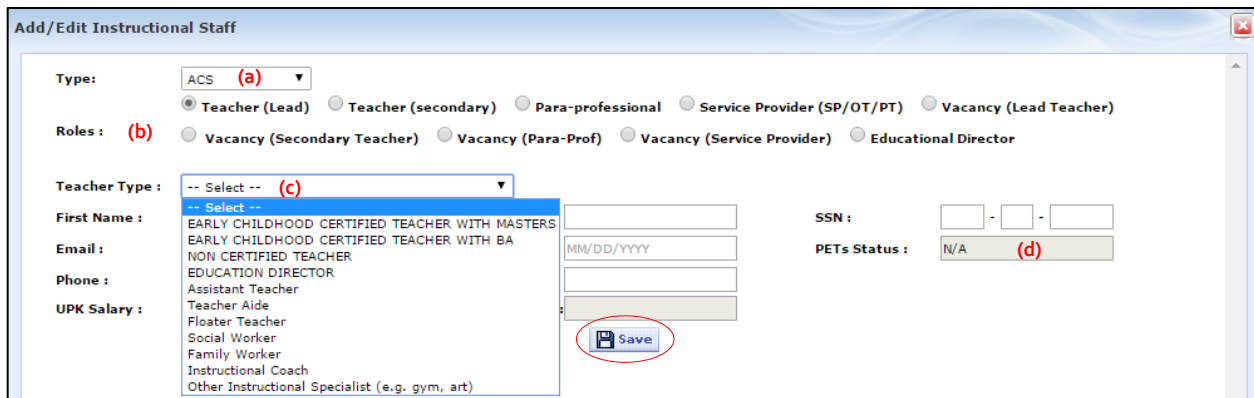 Add/Edit Instructional Staff
Type: ACS (a)
Teacher (Lead) Teacher (secondary) Para-professional Service Provider (SP/OT/PT) Vacancy (Lead Teacher)
Roles : (b)
Vacancy (Secondary Teacher) Vacancy (Para-Prof) Vacancy (Service Provider) Educational Director
Teacher Type : -- Select -- (c)
-- Select --
First Name : SSN : - -
EARLY CHILDHOOD CERTIFIED TEACHER WITH MASTERS
EARLY CHILDHOOD CERTIFIED TEACHER WITH BA
Email : MM/DD/YYYY PETs Status : N/A (d)
NON CERTIFIED TEACHER
EDUCATION DIRECTOR
Phone :
Assistant Teacher
Teacher Aide
UPK Salary : :
Floater Teacher
Social Worker
Save
Family Worker
Instructional Coach
Other Instructional Specialist (e.g. gym, art)